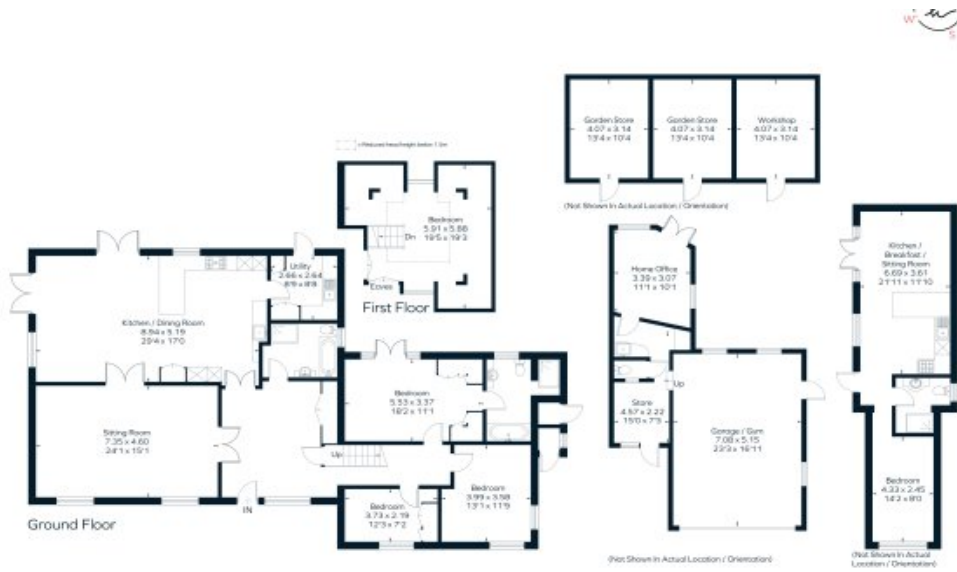 W
S
Garden Store
4.07 x 3.14
13'4 x 10'4
Garden Store
4.07 x 3.14
13'4 x 10'4
Workshop
4.07 x 3.14
13'4 x 10'4
(Not Shown In Actual Location / Orientation)
= Reduced headheight below 1.5m
Bedroom
5.91 x 5.88
19'5 x 19'3
Dn
Eaves
First Floor
Utility
2.66 x 2.64
8'9 x 8'8
Kitchen / Dining Room
8.94 x 5.19
29'4 x 17'0
Sitting Room
7.35 x 4.60
24'1 x 15'1
Bedroom
5.53 x 3.37
18'2 x 11'1
Up
Bedroom
3.99 x 3.58
13'1 x 11'9
Bedroom
3.73 x 2.19
12'3 x 7'2
IN
Ground Floor
Home Office
3.39 x 3.07
11'1 x 10'1
Up
Store
4.57 x 2.22
15'0 x 7'3
Garage / Gym
7.08 x 5.15
23'3 x 16'11
(Not Shown In Actual Location / Orientation)
Kitchen /
Breakfast /
Sitting Room
6.69 x 3.61
21'11 x 11'10
Bedroom
4.33 x 2.45
14'2 x 8'0
(Not Shown In Actual
Location / Orientation)